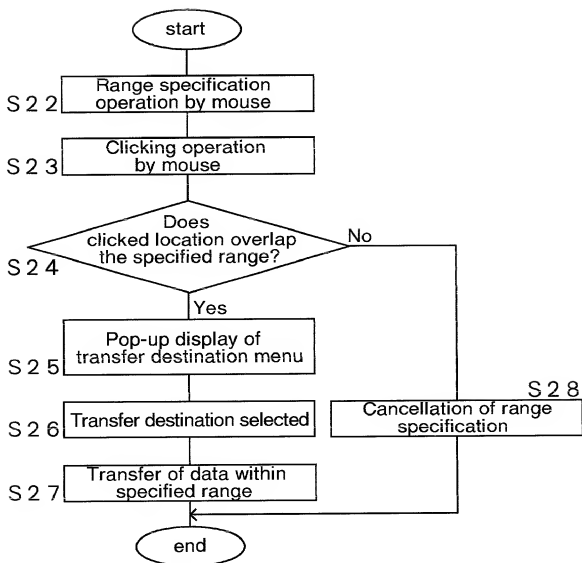 start
Range specification
operation by mouse
S22
Clicking operation
by mouse
S23
Does
clicked location overlap
the specified range?
No
S24
Yes
Pop-up display of
transfer destination menu
S25
S28
Transfer destination selected
Cancellation of range
specification
S26
Transfer of data within
specified range
S27
end